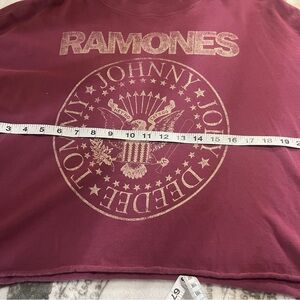 RAMONES
JOHNNY ★ JOEY ★ DEEDEE ★ TOMMY ★
3 4 5 6 7 8 9 10 11 12 13 14 15 16 17 18 19